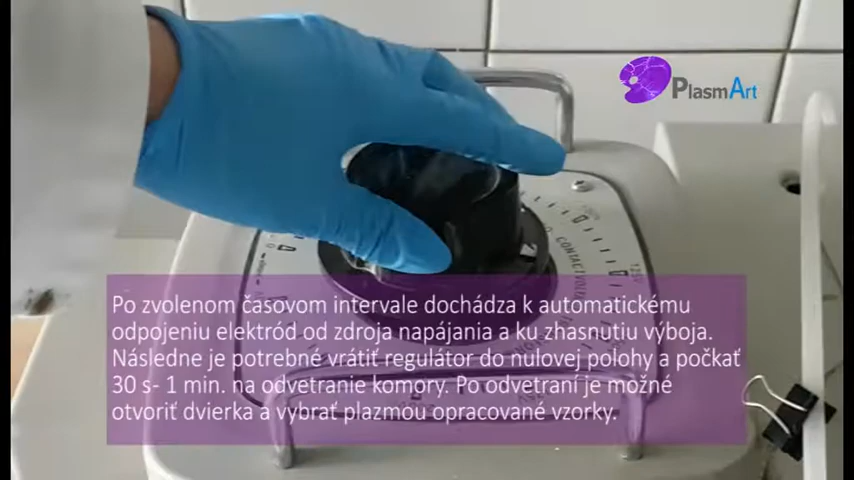 PlasmArt
CONTACTVOL
125V
Po zvolenom časovom intervale dochádza k automatickému
odpojeniu elektród od zdroja napájania a ku zhasnutiu výboja.
Následne je potrebné vrátiť regulátor do nulovej polohy a počkať
30 s- 1 min. na odvetranie komory. Po odvetraní je možné
otvoriť dvierka a vybrať plazmou opracované vzorky.